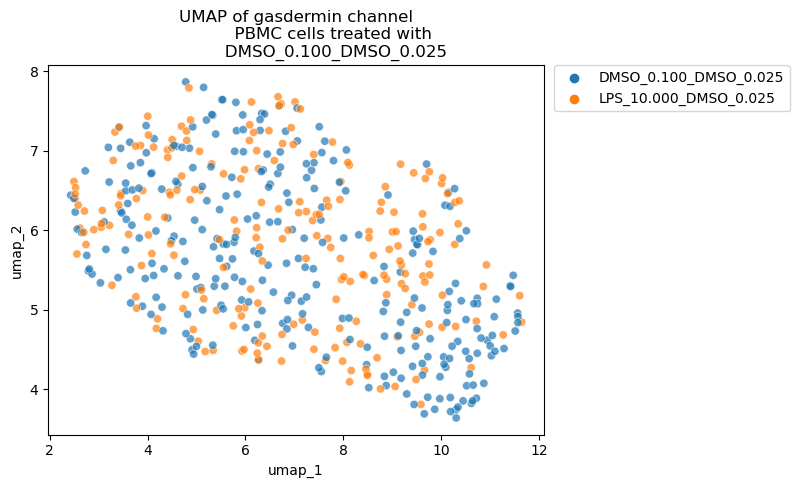 UMAP of gasdermin channel
PBMC cells treated with
DMSO_0.100_DMSO_0.025
DMSO_0.100_DMSO_0.025
LPS_10.000_DMSO_0.025
8
7
6
5
4
umap_2
2
4
6
8
10
12
umap_1